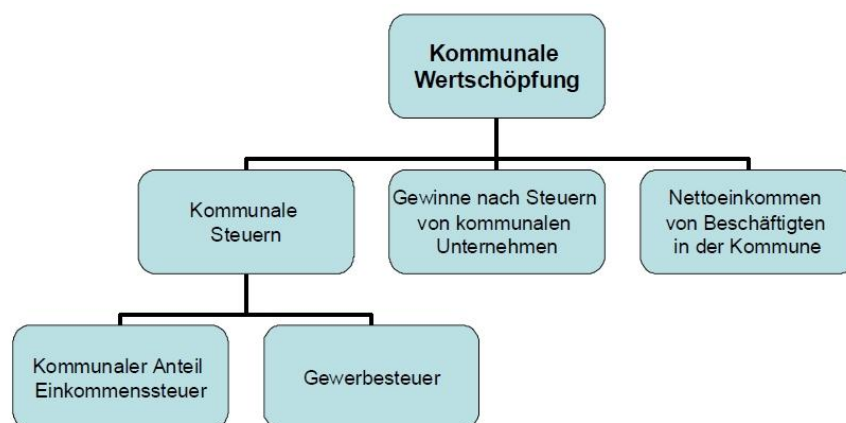 Kommunale
Wertschöpfung
Kommunale
Steuern
Gewinne nach Steuern
von kommunalen
Unternehmen
Nettoeinkommen
von Beschäftigten
in der Kommune
Kommunaler Anteil
Einkommenssteuer
Gewerbesteuer